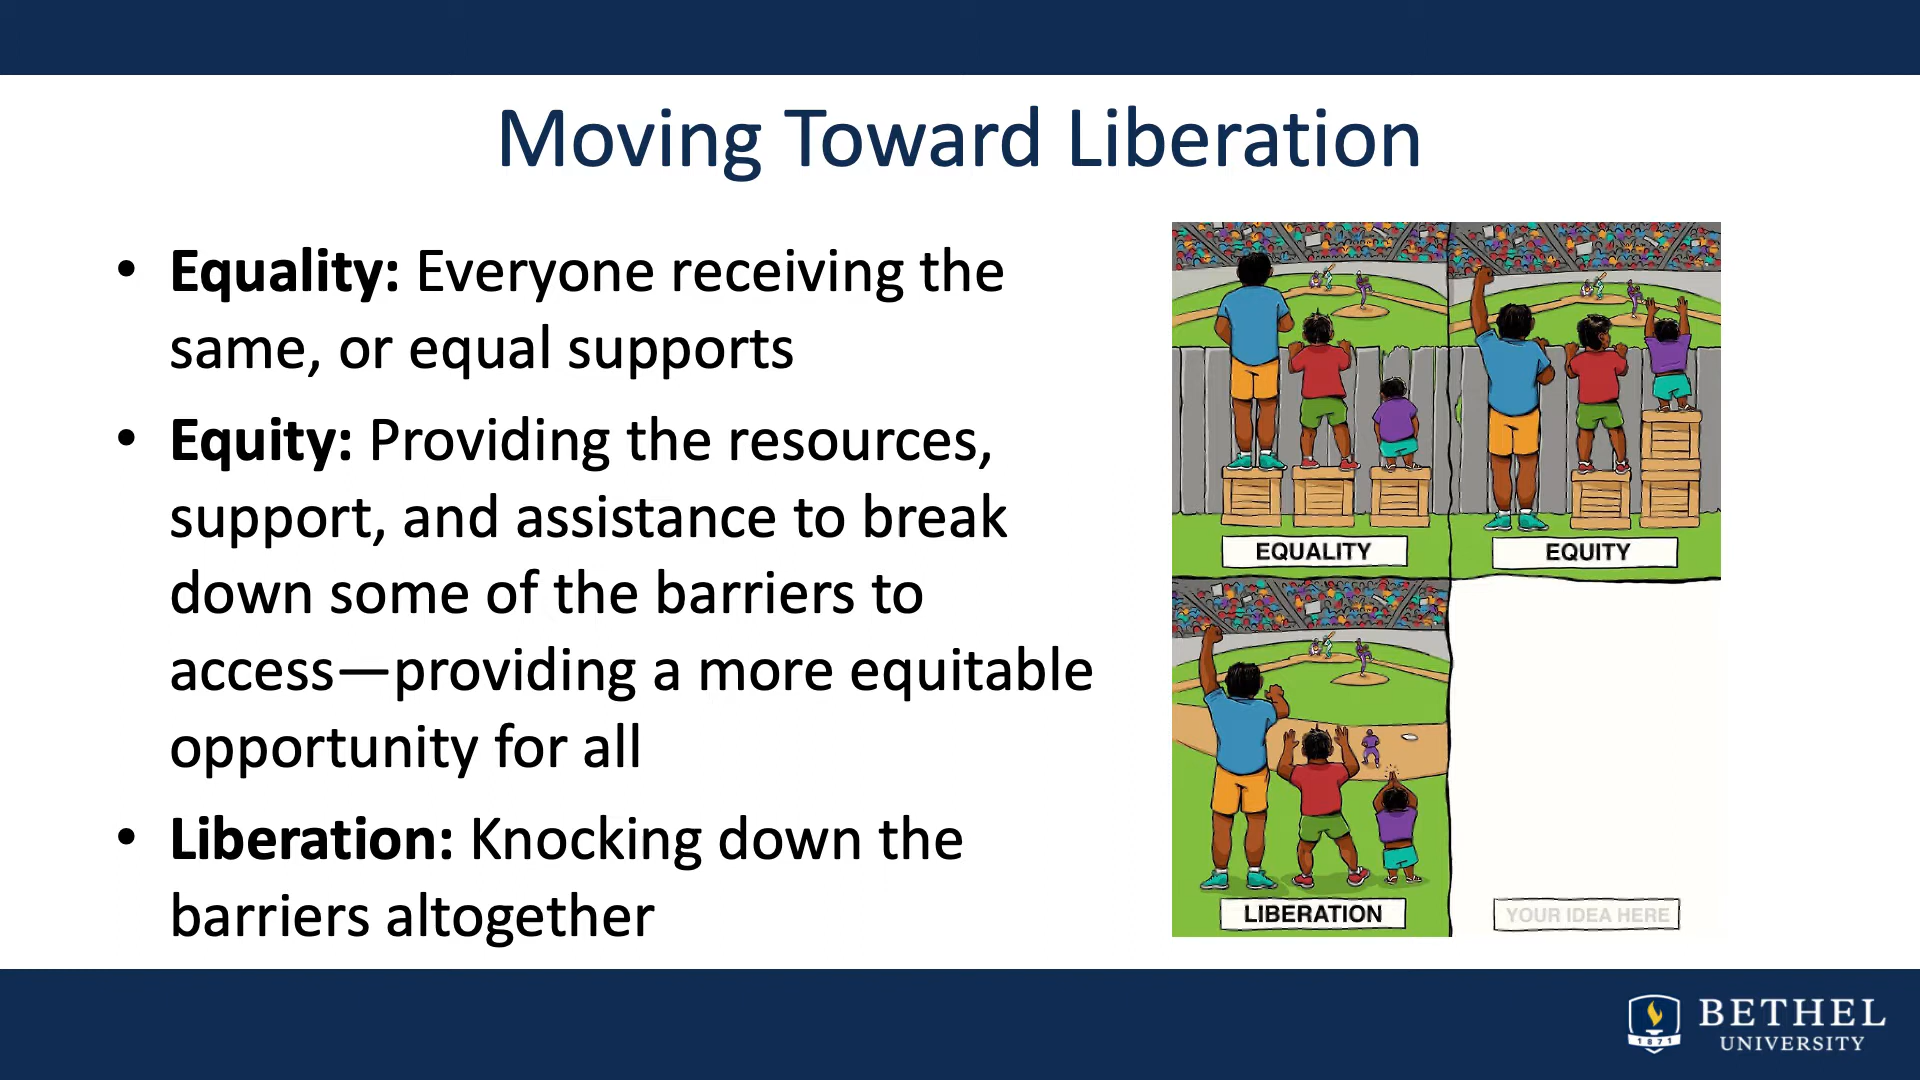 Moving Toward Liberation
• Equality: Everyone receiving the
same, or equal supports
• Equity: Providing the resources,
support, and assistance to break
down some of the barriers to
access—providing a more equitable
opportunity for all
• Liberation: Knocking down the
barriers altogether
EQUALITY
EQUITY
LIBERATION
YOUR IDEA HERE
1871
BETHEL
UNIVERSITY